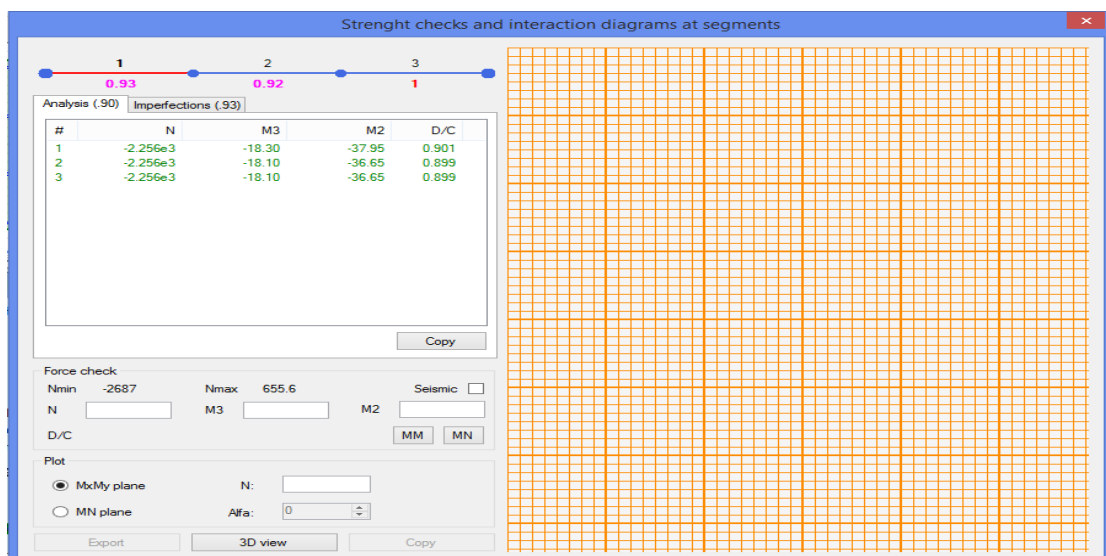 Strenght checks and interaction diagrams at segments
1 2 3
0.93 0.92 1
Analysis (.90) Imperfections (.93)
# N M3 M2 D/C
1 -2.256e3 -18.30 -37.95 0.901
2 -2.256e3 -18.10 -36.65 0.899
3 -2.256e3 -18.10 -36.65 0.899
Copy
Force check
Nmin -2687 Nmax 655.6 Seismic
N M3 M2
D/C MM MN
Plot
MxMy plane N:
MN plane Alfa: 0
Export 3D view Copy